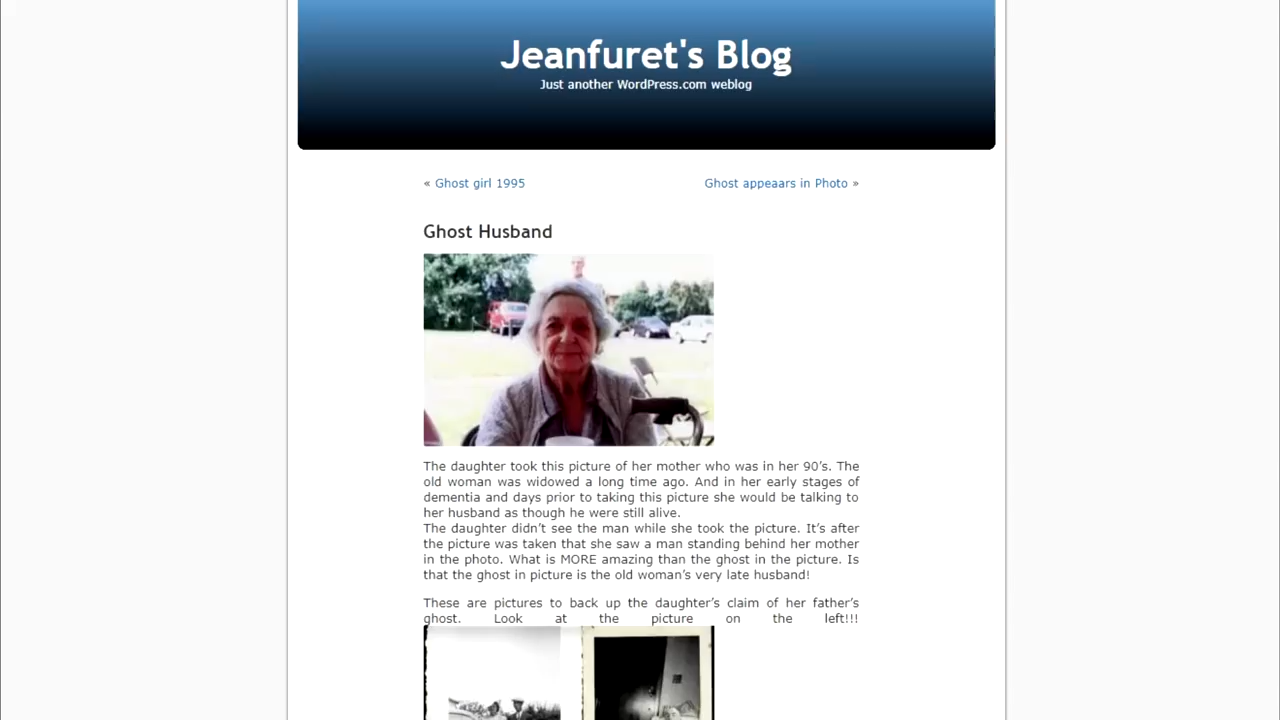 Jeanfuret's Blog
Just another WordPress.com weblog
« Ghost girl 1995
Ghost appeaars in Photo »
Ghost Husband
The daughter took this picture of her mother who was in her 90's. The
old woman was widowed a long time ago. And in her early stages of
dementia and days prior to taking this picture she would be talking to
her husband as though he were still alive.
The daughter didn't see the man while she took the picture. It's after
the picture was taken that she saw a man standing behind her mother
in the photo. What is MORE amazing than the ghost in the picture. Is
that the ghost in picture is the old woman's very late husband!
These are pictures to back up the daughter's claim of her father's
ghost. Look at the picture on the left!!!